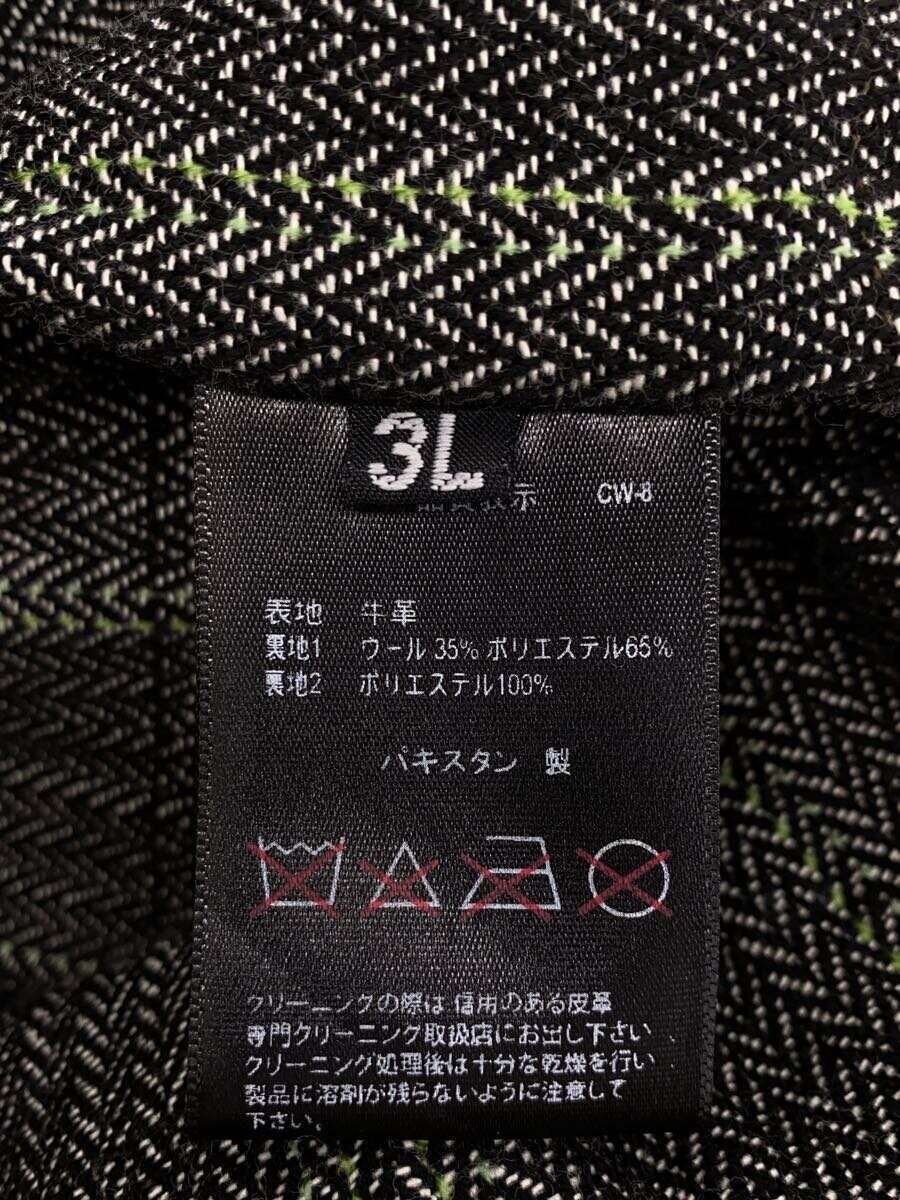 3L
示 CW-8
表地 牛革
裏地1 ウール 35% ポリエステル65%
裏地2 ポリエステル100%
パキスタン 製
クリーニングの際は 信用のある皮革
専門クリーニング取扱店にお出し下さい
クリーニング処理後は十分な乾燥を行い
製品に溶剤が残らないように注意して
下さい。